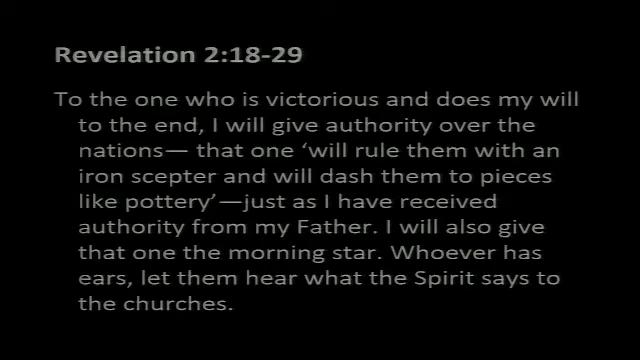 Revelation 2:18-29
To the one who is victorious and does my will
to the end, I will give authority over the
nations— that one ‘will rule them with an
iron scepter and will dash them to pieces
like pottery’—just as I have received
authority from my Father. I will also give
that one the morning star. Whoever has
ears, let them hear what the Spirit says to
the churches.